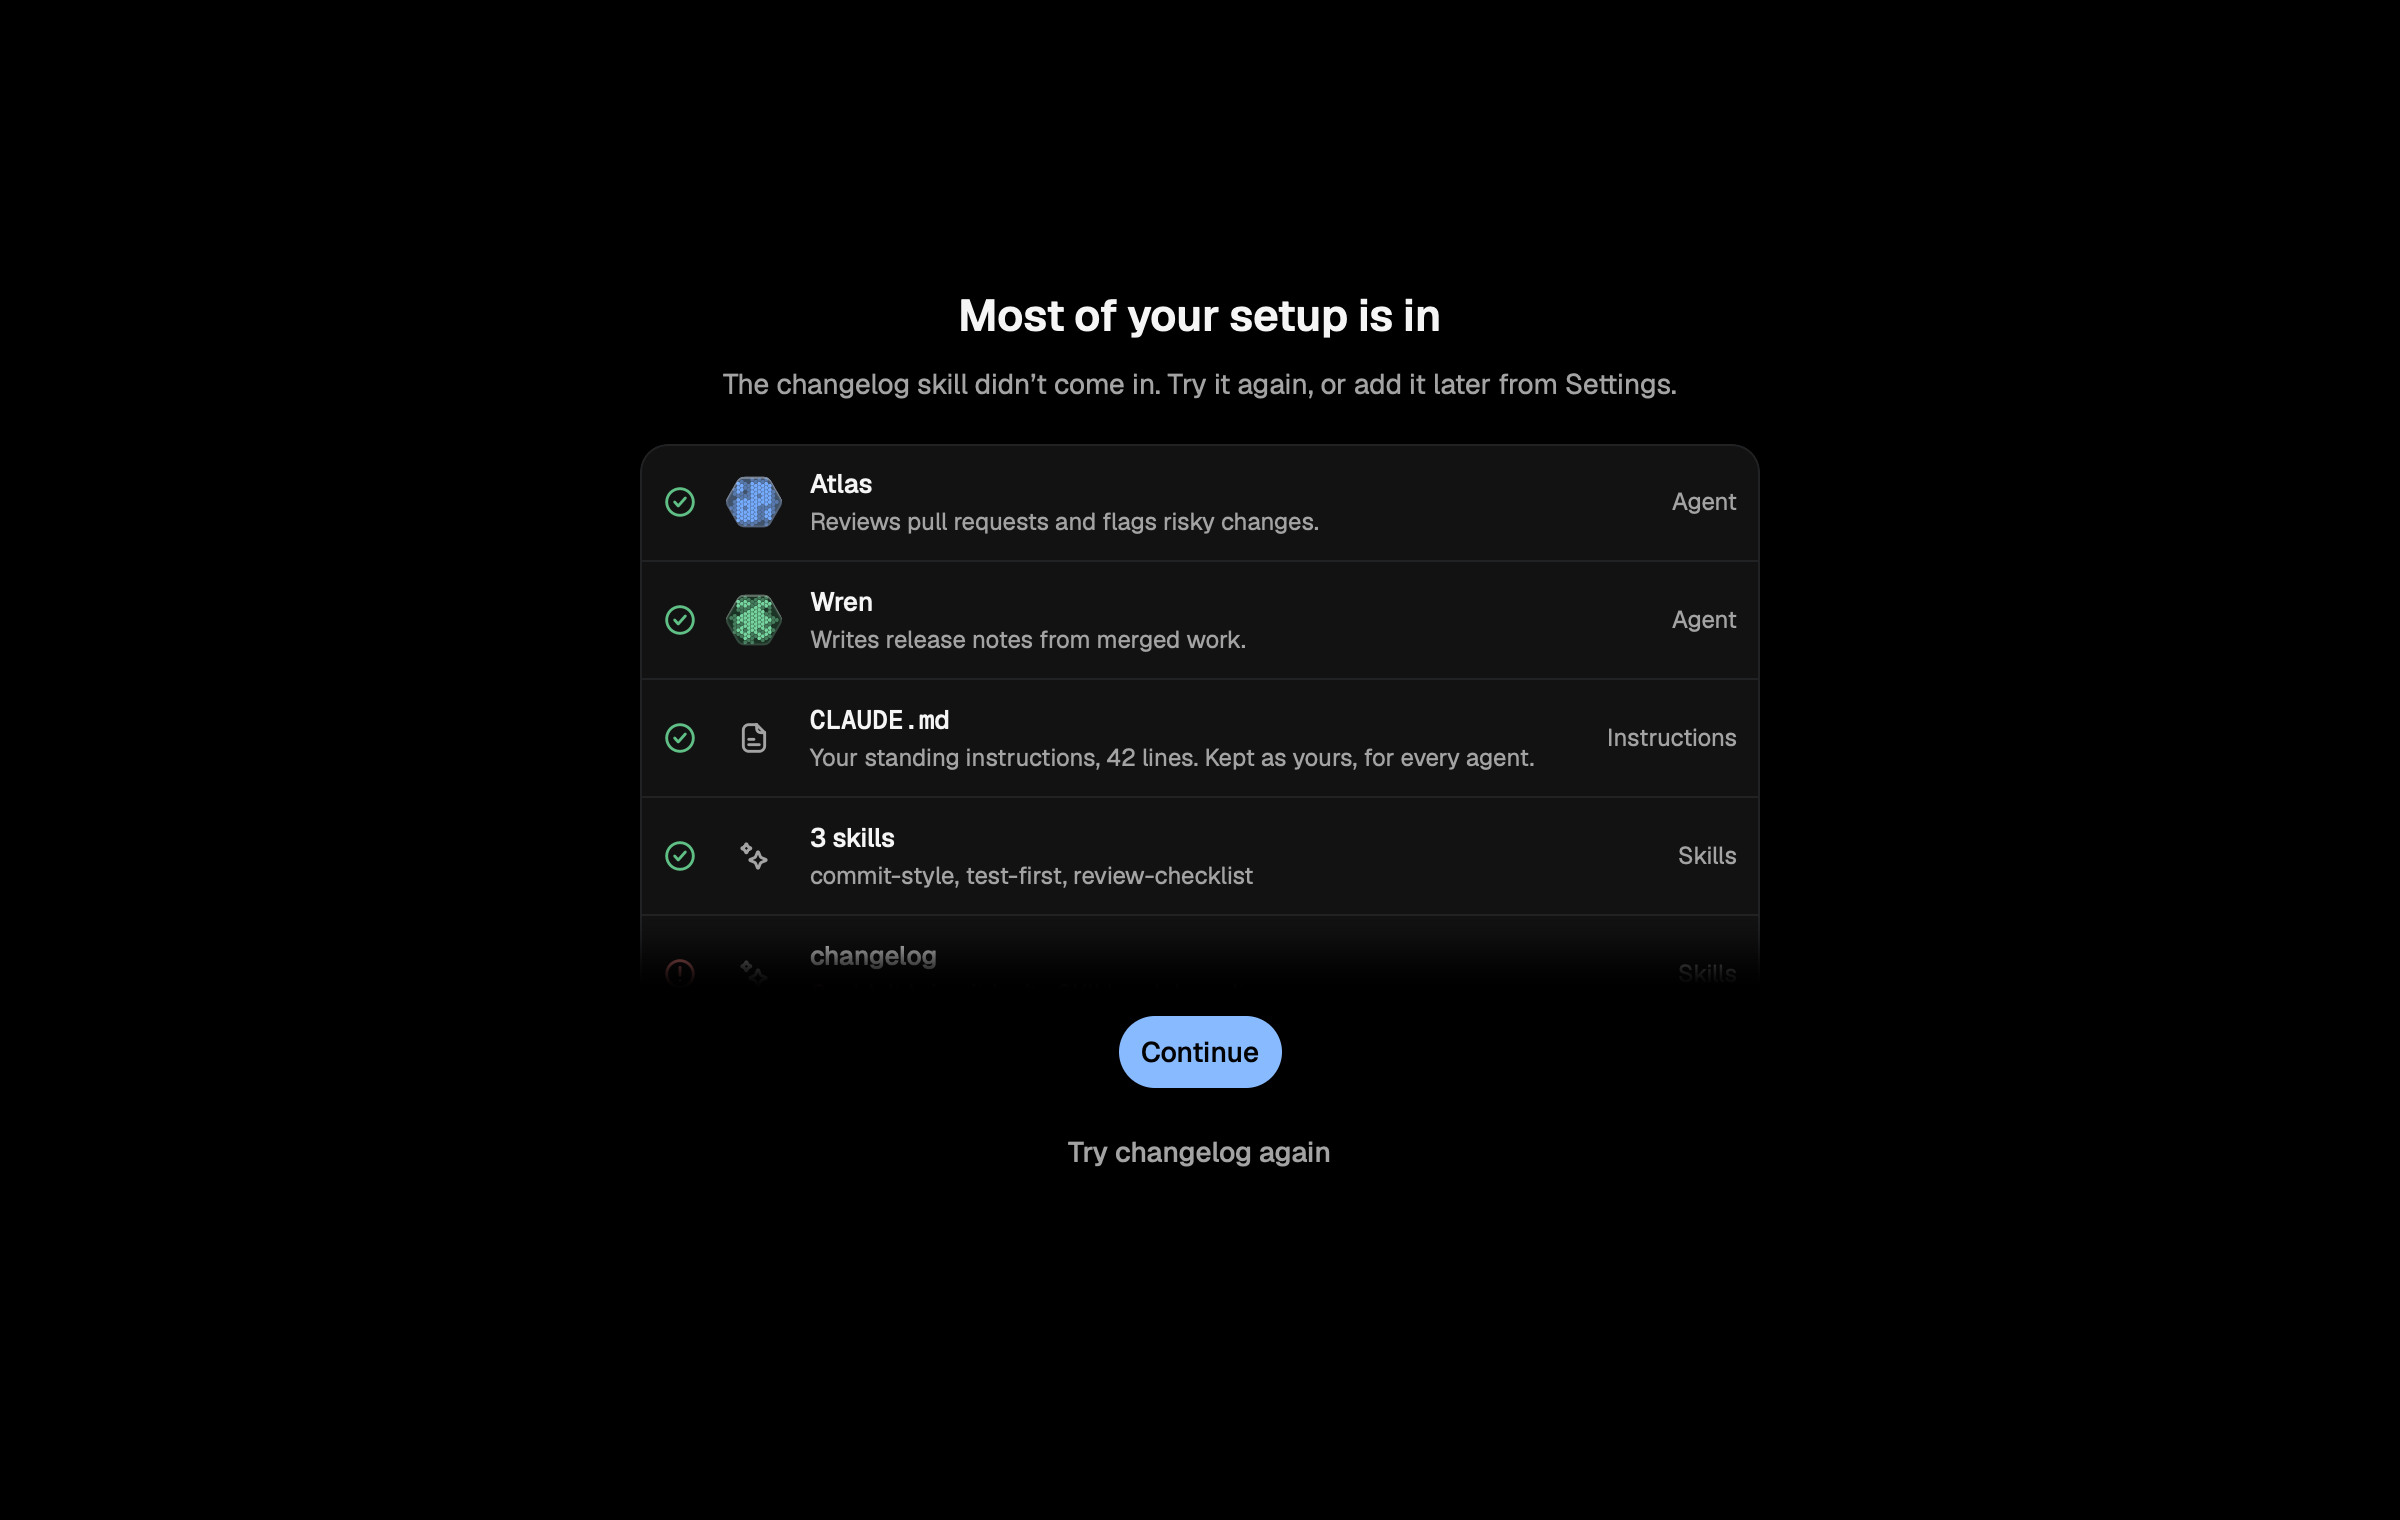 Most of your setup is in
The changelog skill didn’t come in. Try it again, or add it later from Settings.
Atlas
Reviews pull requests and flags risky changes.
Agent
Wren
Writes release notes from merged work.
Agent
CLAUDE.md
Your standing instructions, 42 lines. Kept as yours, for every agent.
Instructions
3 skills
commit-style, test-first, review-checklist
Skills
changelog
Skills
Continue
Try changelog again